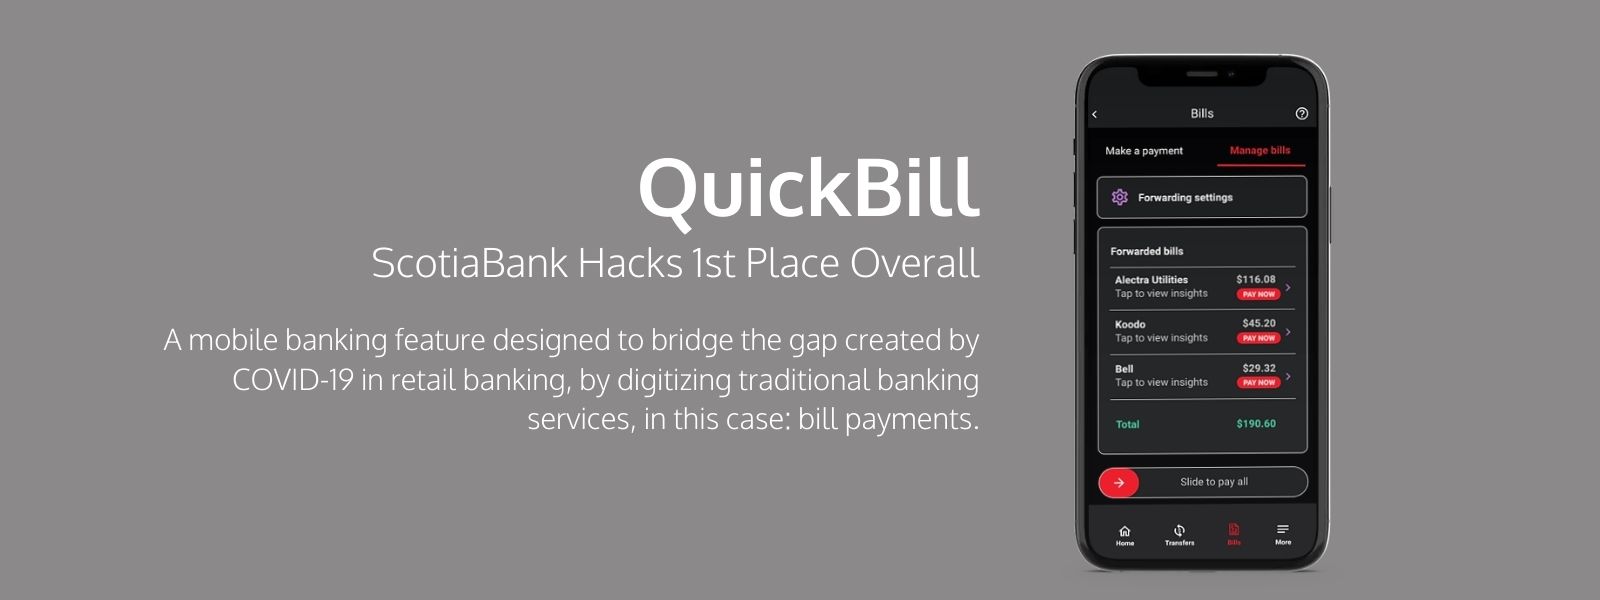 QuickBill
ScotiaBank Hacks 1st Place Overall
A mobile banking feature designed to bridge the gap created by
COVID-19 in retail banking, by digitizing traditional banking
services, in this case: bill payments.
Bills
Make a payment Manage bills
Forwarding settings
Forwarded bills
Alectra Utilities $116.08
Tap to view insights PAY NOW
Koodo $45.20
Tap to view insights PAY NOW
Bell $29.32
Tap to view insights PAY NOW
Total $190.60
Slide to pay all
Home Transfers Bills More